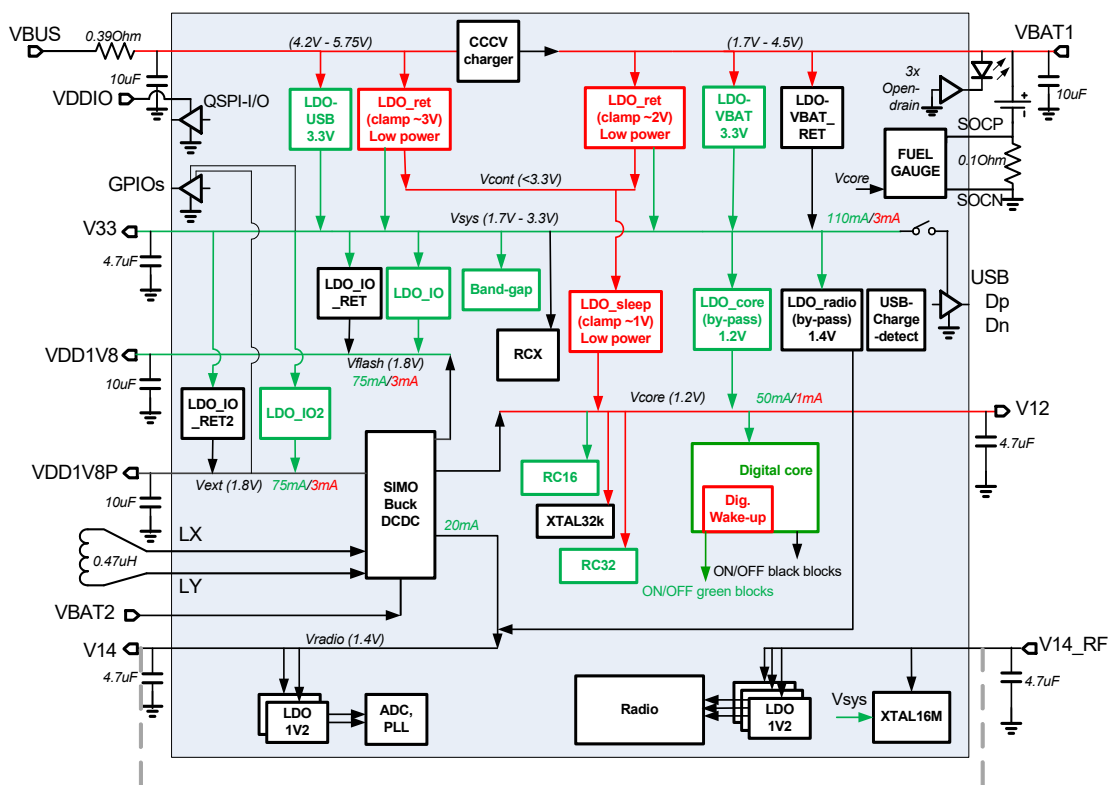 VBUS
0.39Ohm
(4.2V - 5.75V)
CCCV
charger
(1.7V - 4.5V)
VBAT1
10uF
VDDIO
QSPI-I/O
LDO-
USB
3.3V
LDO_ret
(clamp ~3V)
Low power
LDO_ret
(clamp ~2V)
Low power
LDO-
VBAT
3.3V
LDO-
VBAT_
RET
3x
Open-
drain
10uF
+
SOCP
FUEL
GAUGE
0.1Ohm
GPIOs
Vcont (<3.3V)
Vcore
SOCN
V33
Vsys (1.7V - 3.3V)
110mA/3mA
4.7uF
LDO_IO
_RET
LDO_IO
Band-gap
LDO_sleep
(clamp ~1V)
Low power
LDO_core
(by-pass)
1.2V
LDO_radio
(by-pass)
1.4V
USB-
Charge
-detect
USB
Dp
Dn
RCX
VDD1V8
Vflash (1.8V)
75mA/3mA
10uF
LDO_IO
_RET2
LDO_IO2
Vcore (1.2V)
50mA/1mA
V12
4.7uF
SIMO
Buck
DCDC
RC16
Digital core
VDD1V8P
Vext (1.8V)
75mA/3mA
10uF
XTAL32k
Dig.
Wake-up
20mA
LX
0.47uH
LY
RC32
ON/OFF black blocks
ON/OFF green blocks
VBAT2
V14
Vradio (1.4V)
V14_RF
4.7uF
4.7uF
LDO
1V2
ADC,
PLL
Radio
LDO
1V2
Vsys
XTAL16M